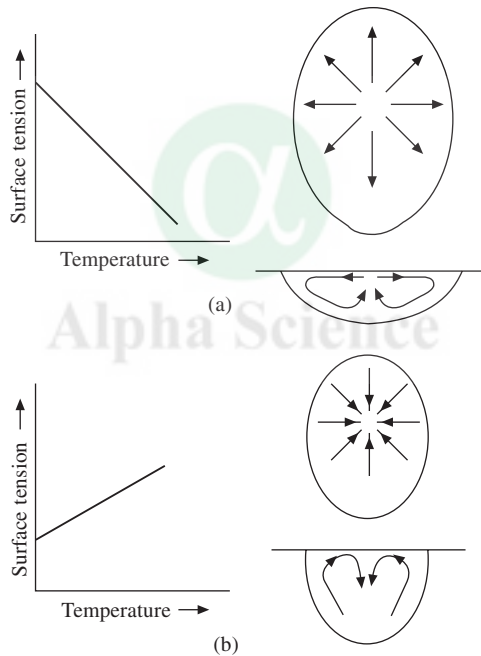 Surface tension
Temperature
(a)
α
Alpha Science
Surface tension
Temperature
(b)